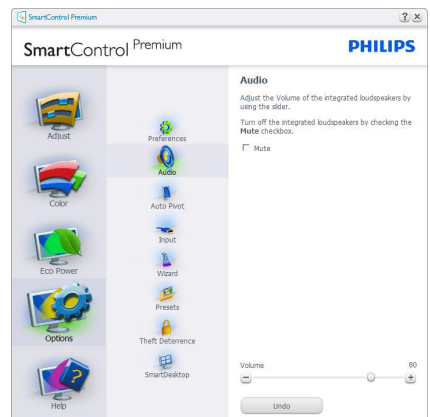 SmartControl Premium
? ×
SmartControl Premium
PHILIPS
Adjust
Color
Eco Power
Options
Help
Preferences
Audio
Auto Pivot
Input
Wizard
Presets
Theft Deterrence
SmartDesktop
Audio
Adjust the Volume of the integrated loudspeakers by
using the slider.
Turn off the integrated loudspeakers by checking the
Mute checkbox.
Mute
Volume 80
Undo